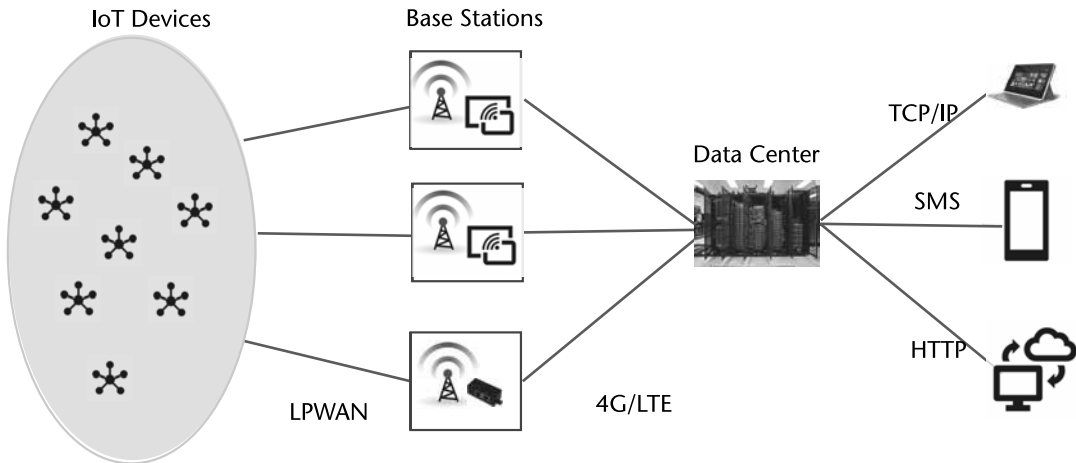 IoT Devices
Base Stations
TCP/IP
Data Center
SMS
HTTP
LPWAN
4G/LTE